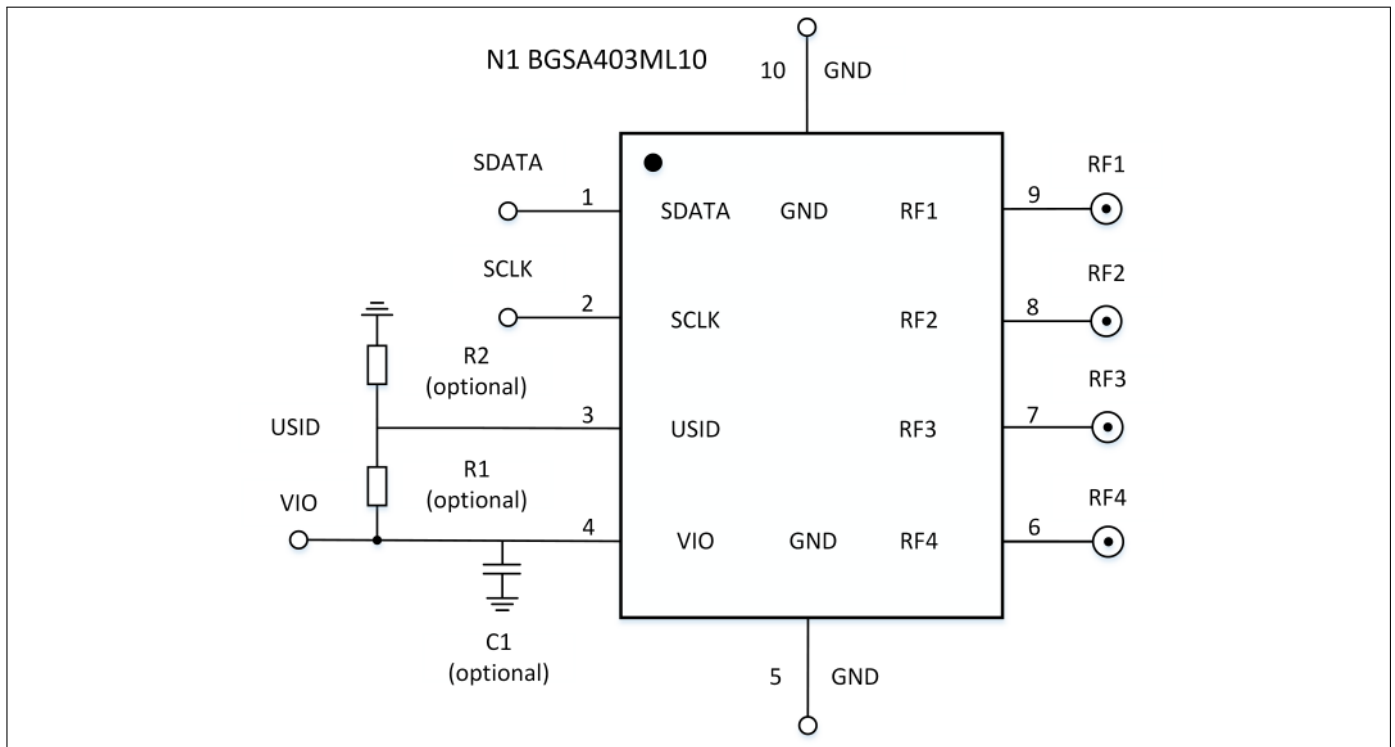 N1 BGSA403ML10
10 GND
SDATA
1
SDATA GND RF1
9
RF1
SCLK
2
SCLK
RF2
8
RF2
R2
(optional)
USID
3
USID
RF3
7
RF3
R1
(optional)
VIO
4
VIO GND RF4
6
RF4
C1
(optional)
5 GND